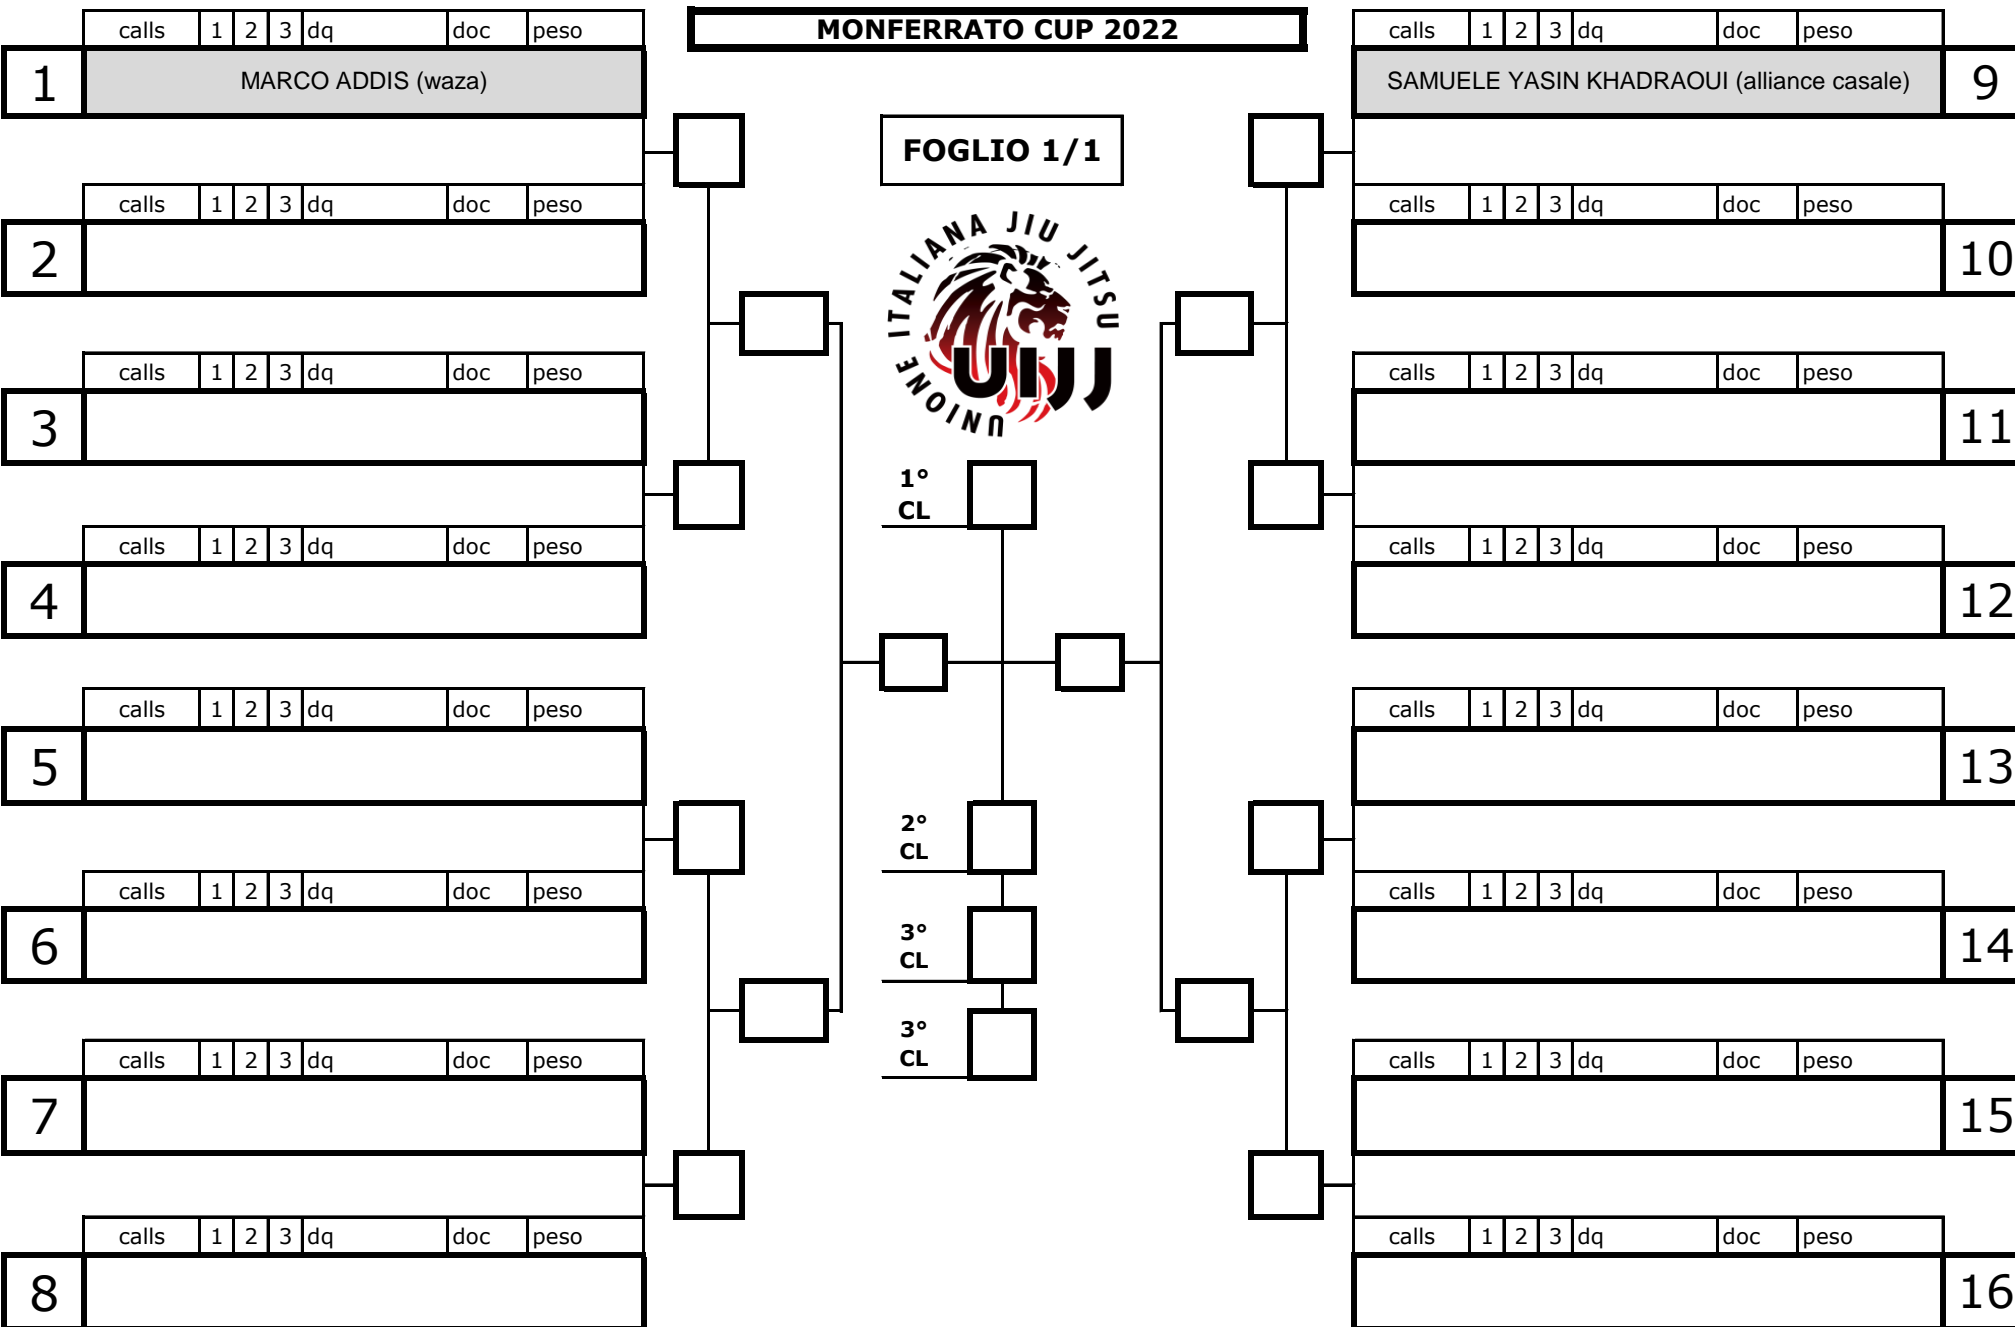 MONFERRATO CUP 2022
FOGLIO 1/1
UNIONE ITALIANA JIU JITSU
UIJJ
calls 1 2 3 dq doc peso
1 MARCO ADDIS (waza)
calls 1 2 3 dq doc peso
2
calls 1 2 3 dq doc peso
3
calls 1 2 3 dq doc peso
4
calls 1 2 3 dq doc peso
5
calls 1 2 3 dq doc peso
6
calls 1 2 3 dq doc peso
7
calls 1 2 3 dq doc peso
8
1°
CL
2°
CL
3°
CL
3°
CL
calls 1 2 3 dq doc peso
SAMUELE YASIN KHADRAOUI (alliance casale) 9
calls 1 2 3 dq doc peso
10
calls 1 2 3 dq doc peso
11
calls 1 2 3 dq doc peso
12
calls 1 2 3 dq doc peso
13
calls 1 2 3 dq doc peso
14
calls 1 2 3 dq doc peso
15
calls 1 2 3 dq doc peso
16